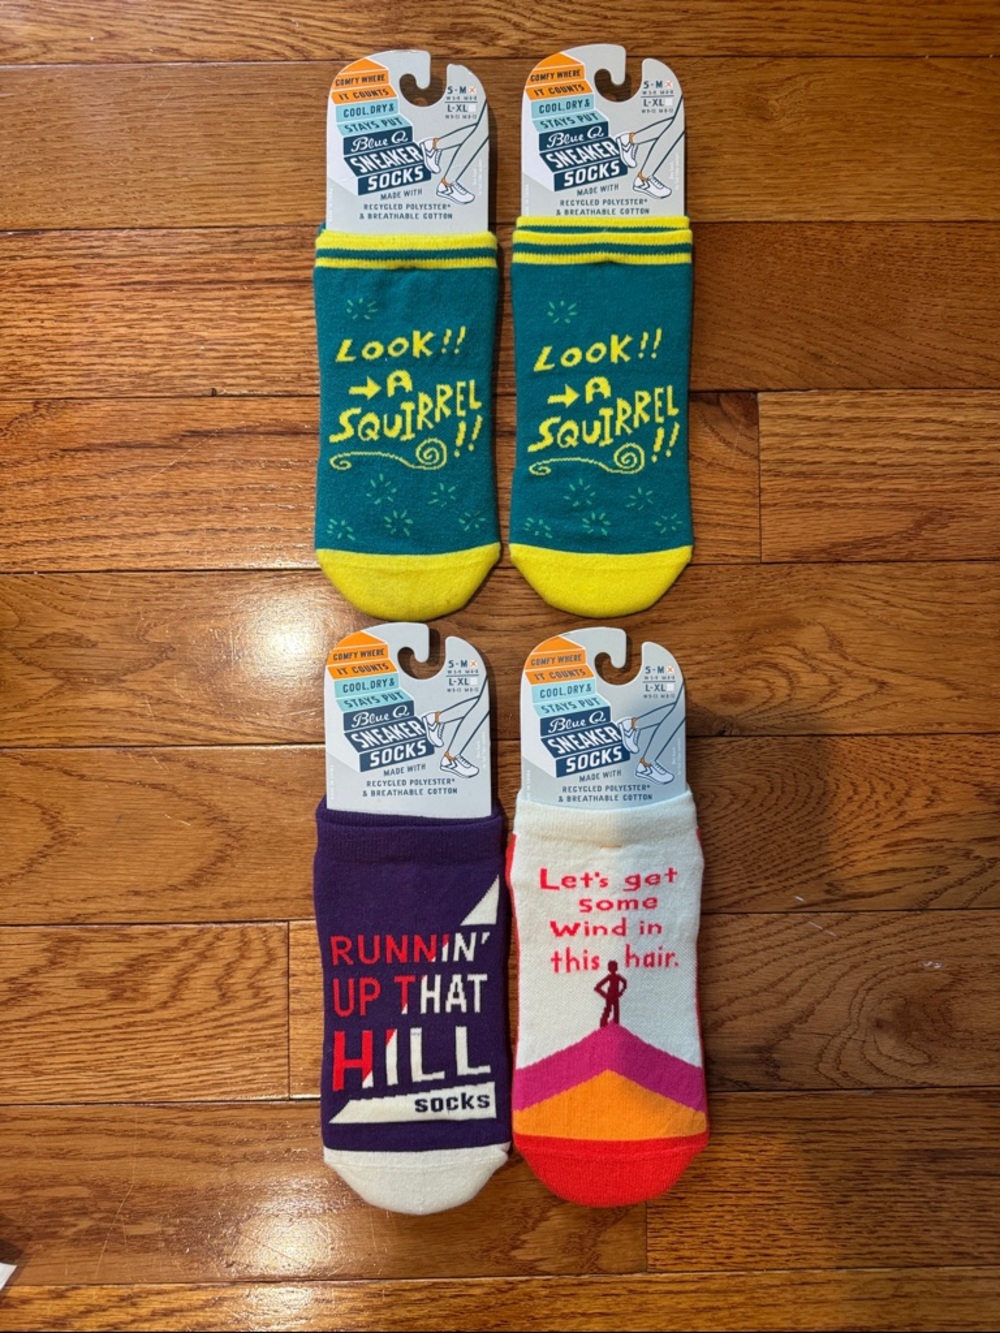 COMFY WHERE
IT COUNTS
COOL, DRY &
STAYS PUT
Blue Q
SNEAKER
SOCKS
MADE WITH
RECYCLED POLYESTER*
& BREATHABLE COTTON
S-M
L-XL
LOOK!!
→A
SQUIRREL
!!
COMFY WHERE
IT COUNTS
COOL, DRY &
STAYS PUT
Blue Q
SNEAKER
SOCKS
MADE WITH
RECYCLED POLYESTER*
& BREATHABLE COTTON
S-M
L-XL
LOOK!!
→A
SQUIRREL
!!
COMFY WHERE
IT COUNTS
COOL, DRY &
STAYS PUT
Blue Q
SNEAKER
SOCKS
MADE WITH
RECYCLED POLYESTER*
& BREATHABLE COTTON
S-M
L-XL
RUNNIN'
UP THAT
HILL
socks
COMFY WHERE
IT COUNTS
COOL, DRY &
STAYS PUT
Blue Q
SNEAKER
SOCKS
MADE WITH
RECYCLED POLYESTER*
& BREATHABLE COTTON
S-M
L-XL
Let's get
some
Wind in
this hair.